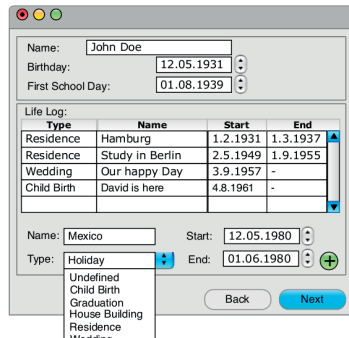 Name: John Doe
Birthday: 12.05.1931
First School Day: 01.08.1939
Life Log:
Type Name Start End
Residence Hamburg 1.2.1931 1.3.1937
Residence Study in Berlin 2.5.1949 1.9.1955
Wedding Our happy Day 3.9.1957 -
Child Birth David is here 4.8.1961 -
Name: Mexico Start: 12.05.1980
Type: Holiday End: 01.06.1980
Undefined
Child Birth
Graduation
House Building
Residence
Wedding
Back Next